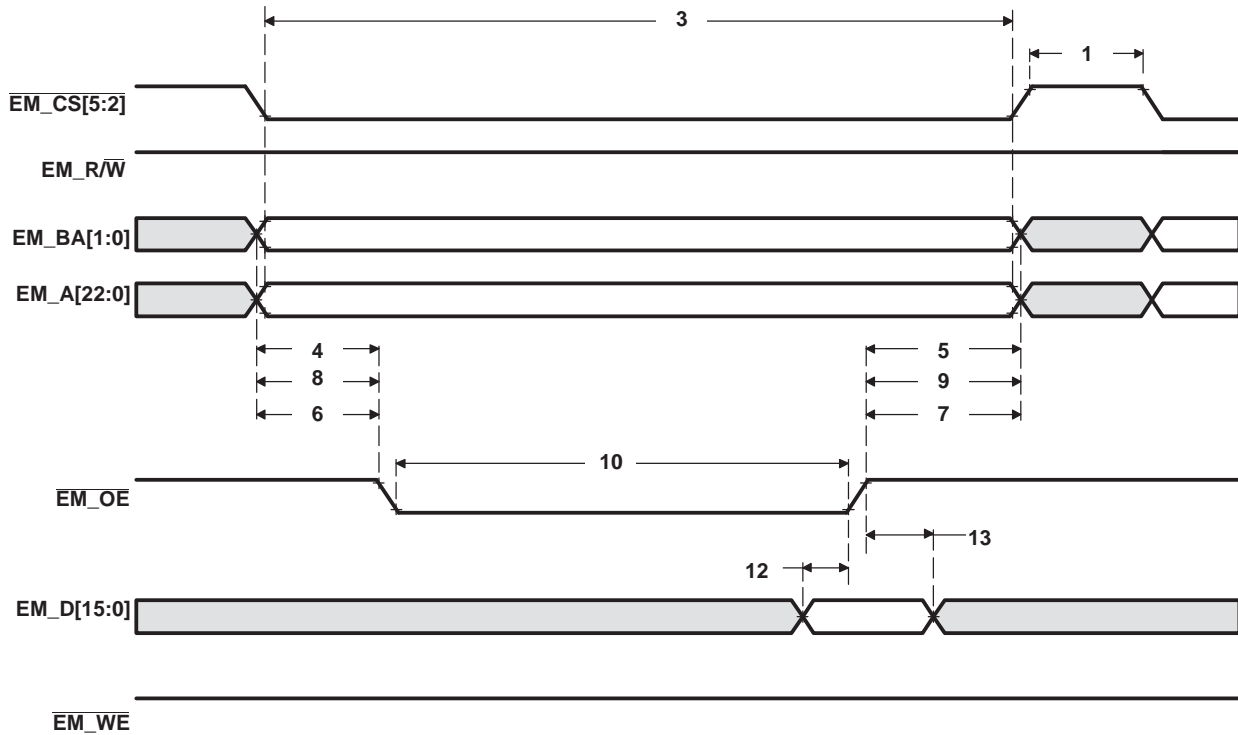 3
1
EM_CS[5:2]
EM_R/W
EM_BA[1:0]
EM_A[22:0]
4 5
8 9
6 7
10
EM_OE
13
12
EM_D[15:0]
EM_WE